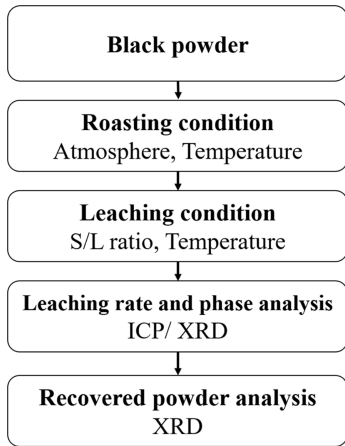 Black powder
Roasting condition
Atmosphere, Temperature
Leaching condition
S/L ratio, Temperature
Leaching rate and phase analysis
ICP/ XRD
Recovered powder analysis
XRD